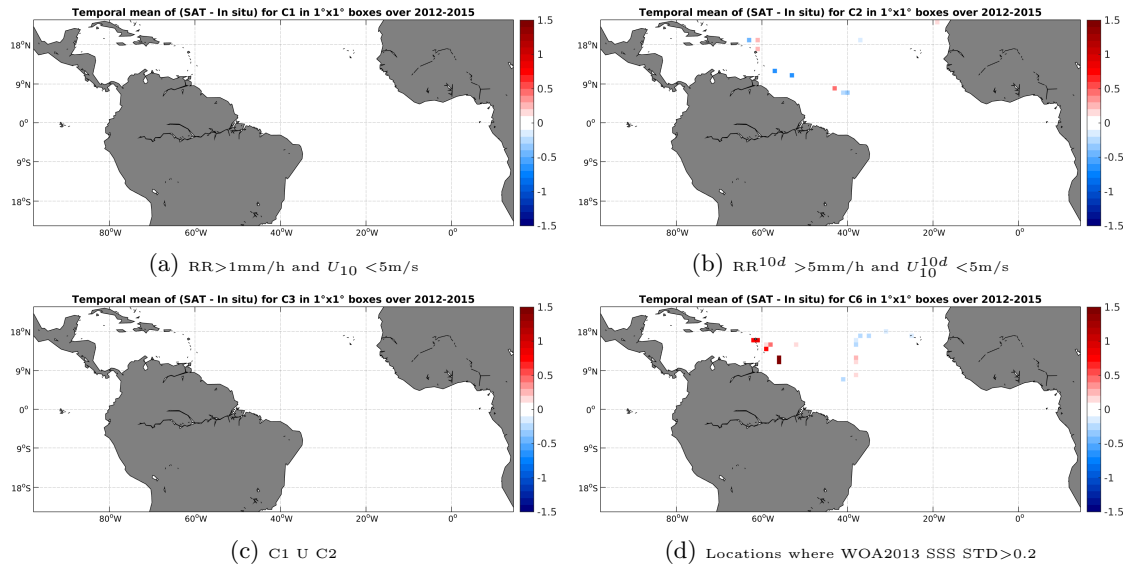 Temporal mean of (SAT - In situ) for C1 in 1°x1° boxes over 2012-2015
18°N
9°N
0°
9°S
18°S
80°W 60°W 40°W 20°W 0°
1.5
1
0.5
0
-0.5
-1
-1.5
(a) RR>1mm/h and U10 <5m/s
Temporal mean of (SAT - In situ) for C2 in 1°x1° boxes over 2012-2015
18°N
9°N
0°
9°S
18°S
80°W 60°W 40°W 20°W 0°
1.5
1
0.5
0
-0.5
-1
-1.5
(b) RR^10d >5mm/h and U10^10d <5m/s
Temporal mean of (SAT - In situ) for C3 in 1°x1° boxes over 2012-2015
18°N
9°N
0°
9°S
18°S
80°W 60°W 40°W 20°W 0°
1.5
1
0.5
0
-0.5
-1
-1.5
(c) C1 U C2
Temporal mean of (SAT - In situ) for C6 in 1°x1° boxes over 2012-2015
18°N
9°N
0°
9°S
18°S
80°W 60°W 40°W 20°W 0°
1.5
1
0.5
0
-0.5
-1
-1.5
(d) Locations where WOA2013 SSS STD>0.2